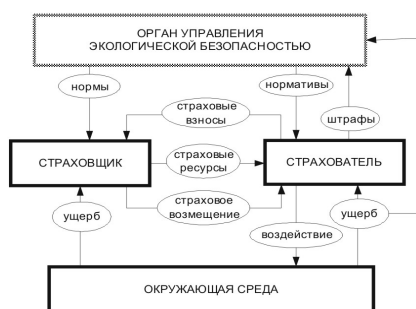 ОРГАН УПРАВЛЕНИЯ
ЭКОЛОГИЧЕСКОЙ БЕЗОПАСНОСТЬЮ
нормы
нормативы
страховые
взносы
штрафы
СТРАХОВЩИК
страховые
ресурсы
СТРАХОВАТЕЛЬ
страховое
возмещение
ущерб
ущерб
воздействие
ОКРУЖАЮЩАЯ СРЕДА